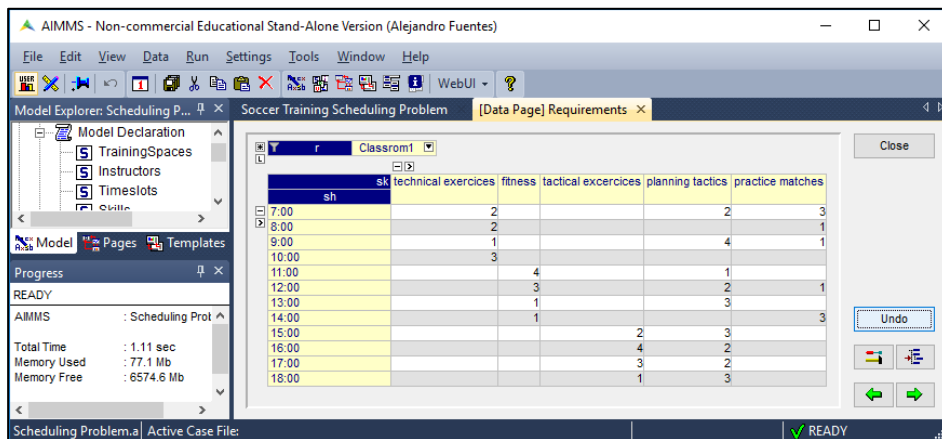 AIMMS - Non-commercial Educational Stand-Alone Version (Alejandro Fuentes)
File Edit View Data Run Settings Tools Window Help
WebUI
Model Explorer: Scheduling P...
Model Declaration
S TrainingSpaces
S Instructors
S Timeslots
Model Pages Templates
Progress
READY
AIMMS : Scheduling Prob
Total Time : 1.11 sec
Memory Used : 77.1 Mb
Memory Free : 6574.6 Mb
Soccer Training Scheduling Problem [Data Page] Requirements
r Classrom1
sk technical exercices fitness tactical excercices planning tactics practice matches
sh
7:00 2 2 3
8:00 2 1
9:00 1 4 1
10:00 3
11:00 4 1
12:00 3 2 1
13:00 1 3
14:00 1 3
15:00 2 3
16:00 4 2
17:00 3 2
18:00 1 3
Close
Undo
Scheduling Problem.a Active Case File: READY